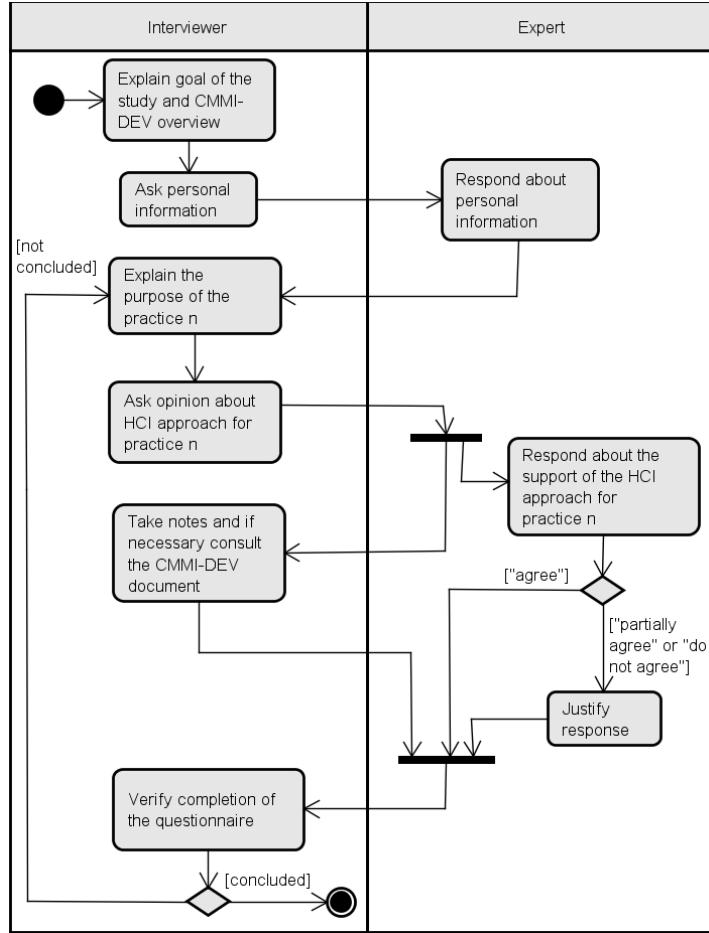 Interviewer
Expert
Explain goal of the
study and CMMI-
DEV overview
Ask personal
information
Respond about
personal
information
[not
concluded]
Explain the
purpose of the
practice n
Ask opinion about
HCI approach for
practice n
Respond about the
support of the HCI
approach for
practice n
Take notes and if
necessary consult
the CMMI-DEV
document
["agree"]
["partially
agree" or "do
not agree"]
Justify
response
Verify completion of
the questionnaire
[concluded]